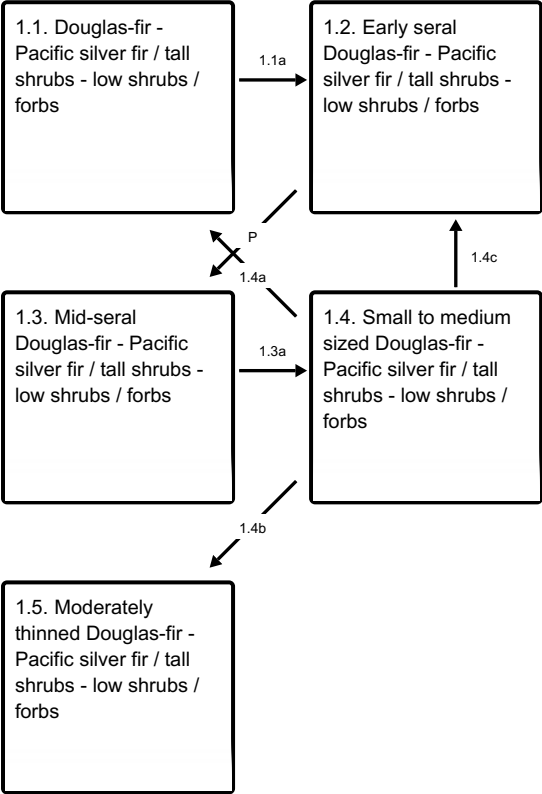 1.1. Douglas-fir -
Pacific silver fir / tall
shrubs - low shrubs /
forbs
1.1a
1.2. Early seral
Douglas-fir - Pacific
silver fir / tall shrubs -
low shrubs / forbs
P
1.4a
1.4c
1.3. Mid-seral
Douglas-fir - Pacific
silver fir / tall shrubs -
low shrubs / forbs
1.3a
1.4. Small to medium
sized Douglas-fir -
Pacific silver fir / tall
shrubs - low shrubs /
forbs
1.4b
1.5. Moderately
thinned Douglas-fir -
Pacific silver fir / tall
shrubs - low shrubs /
forbs